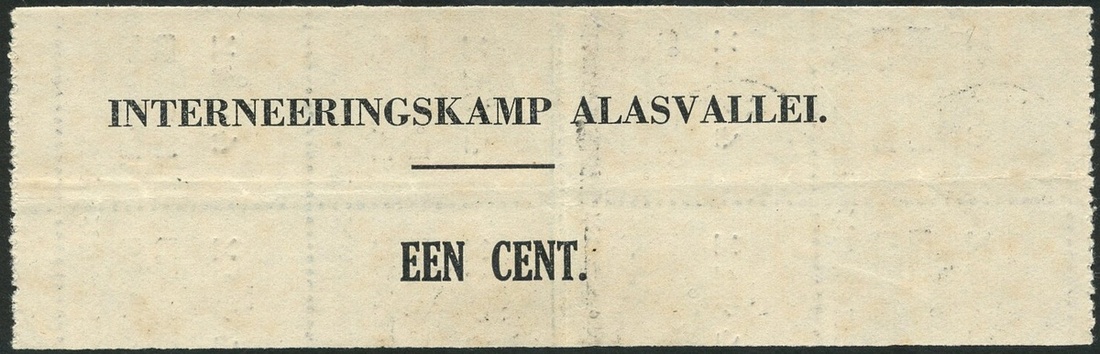 INTERNEERINGSKAMP ALASVALLEI.
EEN CENT.